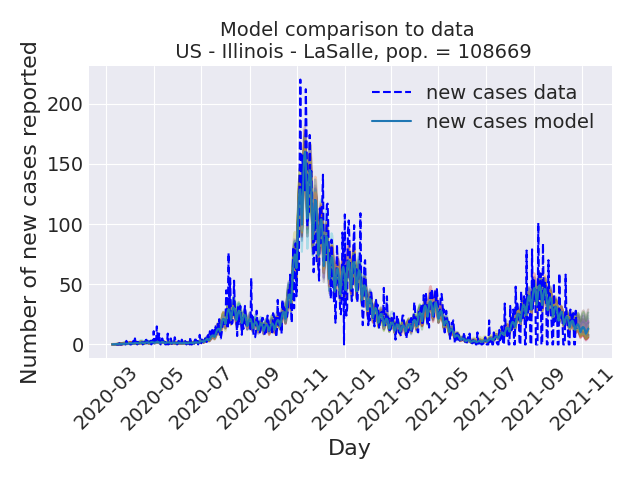 Model comparison to data
US - Illinois - LaSalle, pop. = 108669
Number of new cases reported
200
150
100
50
0
new cases data
new cases model
2020-03
2020-05
2020-07
2020-09
2020-11
2021-01
2021-03
2021-05
2021-07
2021-09
2021-11
Day